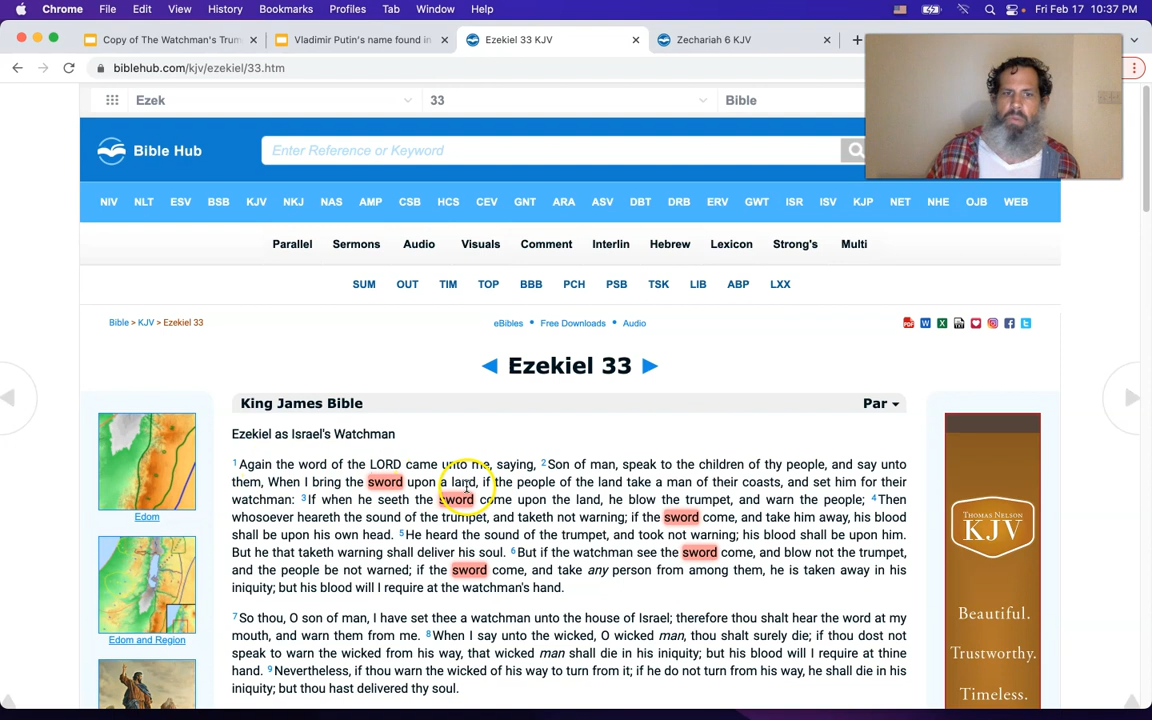 Chrome File Edit View History Bookmarks Profiles Tab Window Help Fri Feb 17 10:37 PM
Copy of The Watchman's Trum Vladimir Putin's name found in Ezekiel 33 KJV Zechariah 6 KJV
biblehub.com/kjv/ezekiel/33.htm
Ezek 33 Bible
Bible Hub Enter Reference or Keyword
NIV NLT ESV BSB KJV NKJ NAS AMP CSB HCS CEV GNT ARA ASV DBT DRB ERV GWT ISR ISV KJP NET NHE OJB WEB
Parallel Sermons Audio Visuals Comment Interlin Hebrew Lexicon Strong's Multi
SUM OUT TIM TOP BBB PCH PSB TSK LIB ABP LXX
Bible > KJV > Ezekiel 33 eBibles • Free Downloads • Audio
◄ Ezekiel 33 ►
King James Bible Par
Ezekiel as Israel's Watchman
1Again the word of the LORD came unto me, saying, 2Son of man, speak to the children of thy people, and say unto
them, When I bring the sword upon a land, if the people of the land take a man of their coasts, and set him for their
watchman: 3If when he seeth the sword come upon the land, he blow the trumpet, and warn the people; 4Then
whosoever heareth the sound of the trumpet, and taketh not warning; if the sword come, and take him away, his blood
shall be upon his own head. 5He heard the sound of the trumpet, and took not warning; his blood shall be upon him.
But he that taketh warning shall deliver his soul. 6But if the watchman see the sword come, and blow not the trumpet,
and the people be not warned; if the sword come, and take any person from among them, he is taken away in his
iniquity; but his blood will I require at the watchman's hand.
7So thou, O son of man, I have set thee a watchman unto the house of Israel; therefore thou shalt hear the word at my
mouth, and warn them from me. 8When I say unto the wicked, O wicked man, thou shalt surely die; if thou dost not
speak to warn the wicked from his way, that wicked man shall die in his iniquity; but his blood will I require at thine
hand. 9Nevertheless, if thou warn the wicked of his way to turn from it; if he do not turn from his way, he shall die in his
iniquity; but thou hast delivered thy soul.
Edom
Edom and Region
THOMAS NELSON
KJV
Beautiful.
Trustworthy.
Timeless.